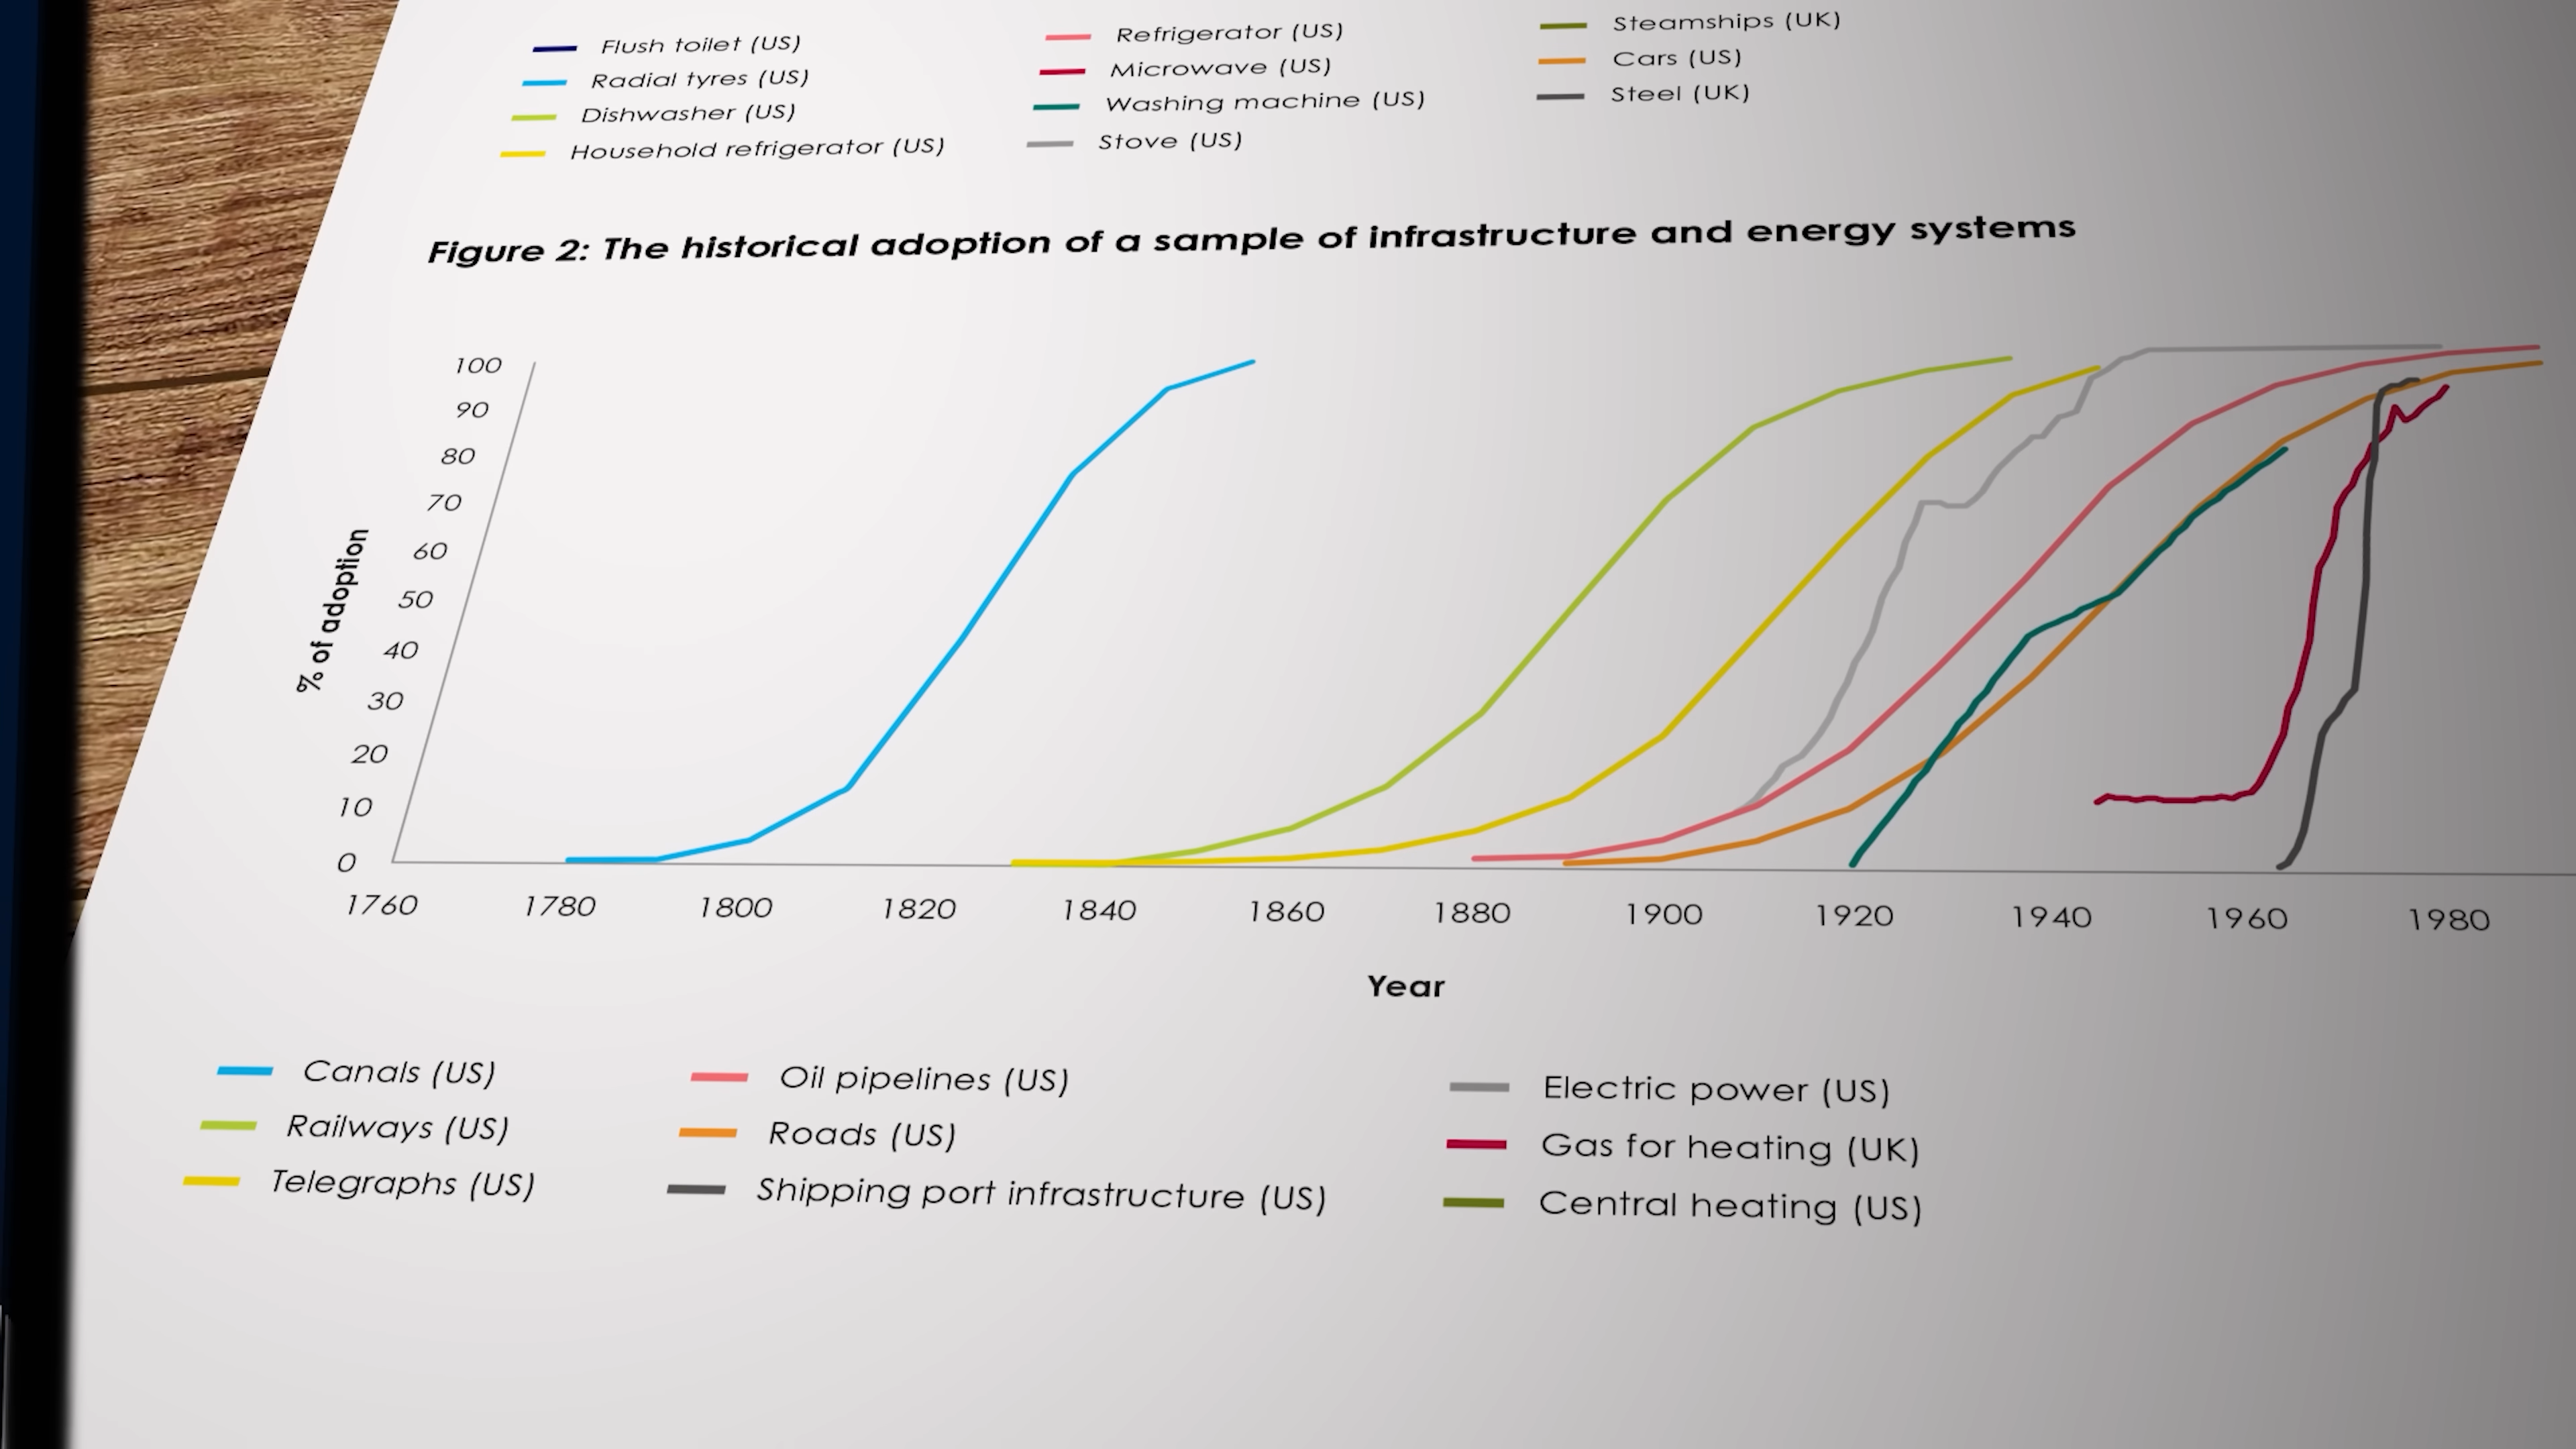 Flush toilet (US)
Radial tyres (US)
Dishwasher (US)
Household refrigerator (US)
Refrigerator (US)
Microwave (US)
Washing machine (US)
Stove (US)
Steamships (UK)
Cars (US)
Steel (UK)
Figure 2: The historical adoption of a sample of infrastructure and energy systems
% of adoption
100
90
80
70
60
50
40
30
20
10
0
1760 1780 1800 1820 1840 1860 1880 1900 1920 1940 1960 1980
Year
Canals (US)
Railways (US)
Telegraphs (US)
Oil pipelines (US)
Roads (US)
Shipping port infrastructure (US)
Electric power (US)
Gas for heating (UK)
Central heating (US)